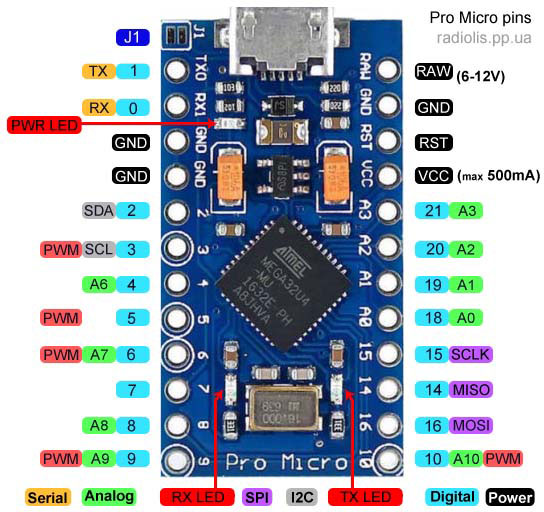 Pro Micro pins
radiolis.pp.ua
J1
J1
TX 1
TX0
RAW
RAW (6-12V)
RX 0
RX1
GND
GND
PWR LED
GND
GND
RST
RST
GND
GND
VCC
VCC (max 500mA)
SDA 2
2
A3
21 A3
PWM SCL 3
3
A2
20 A2
ATMEL
MEGA32U4
-MU
1632E PH
A8JHVA
A6 4
4
A1
19 A1
PWM 5
5
A0
18 A0
PWM A7 6
6
15
15 SCLK
7
7
14
14 MISO
A8 8
8
16
16 MOSI
PWM A9 9
9
Pro Micro
10
10 A10 PWM
Serial Analog RX LED SPI I2C TX LED Digital Power